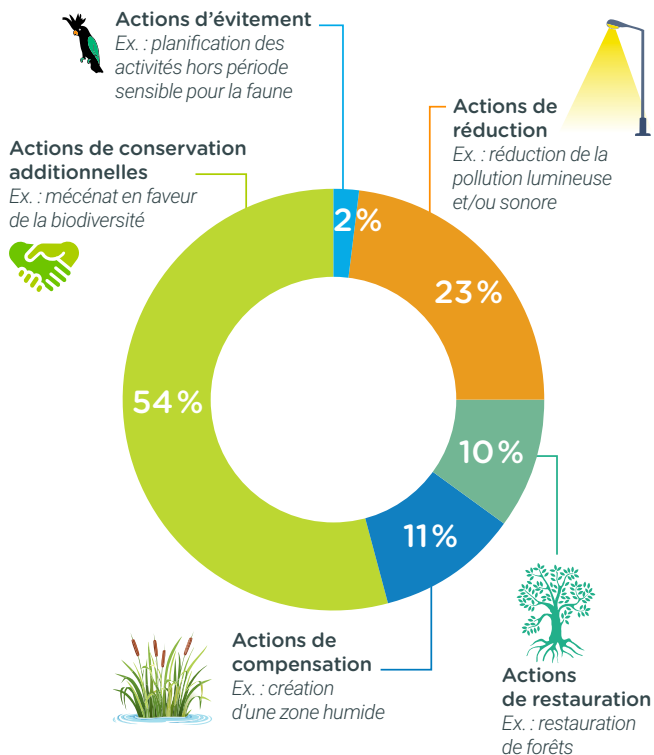 Actions d’évitement
Ex. : planification des
activités hors période
sensible pour la faune
Actions de
réduction
Ex. : réduction de la
pollution lumineuse
et/ou sonore
Actions de conservation
additionnelles
Ex. : mécénat en faveur
de la biodiversité
2 %
23 %
54 %
10 %
11 %
Actions de
compensation
Ex. : création
d’une zone humide
Actions
de restauration
Ex. : restauration
de forêts